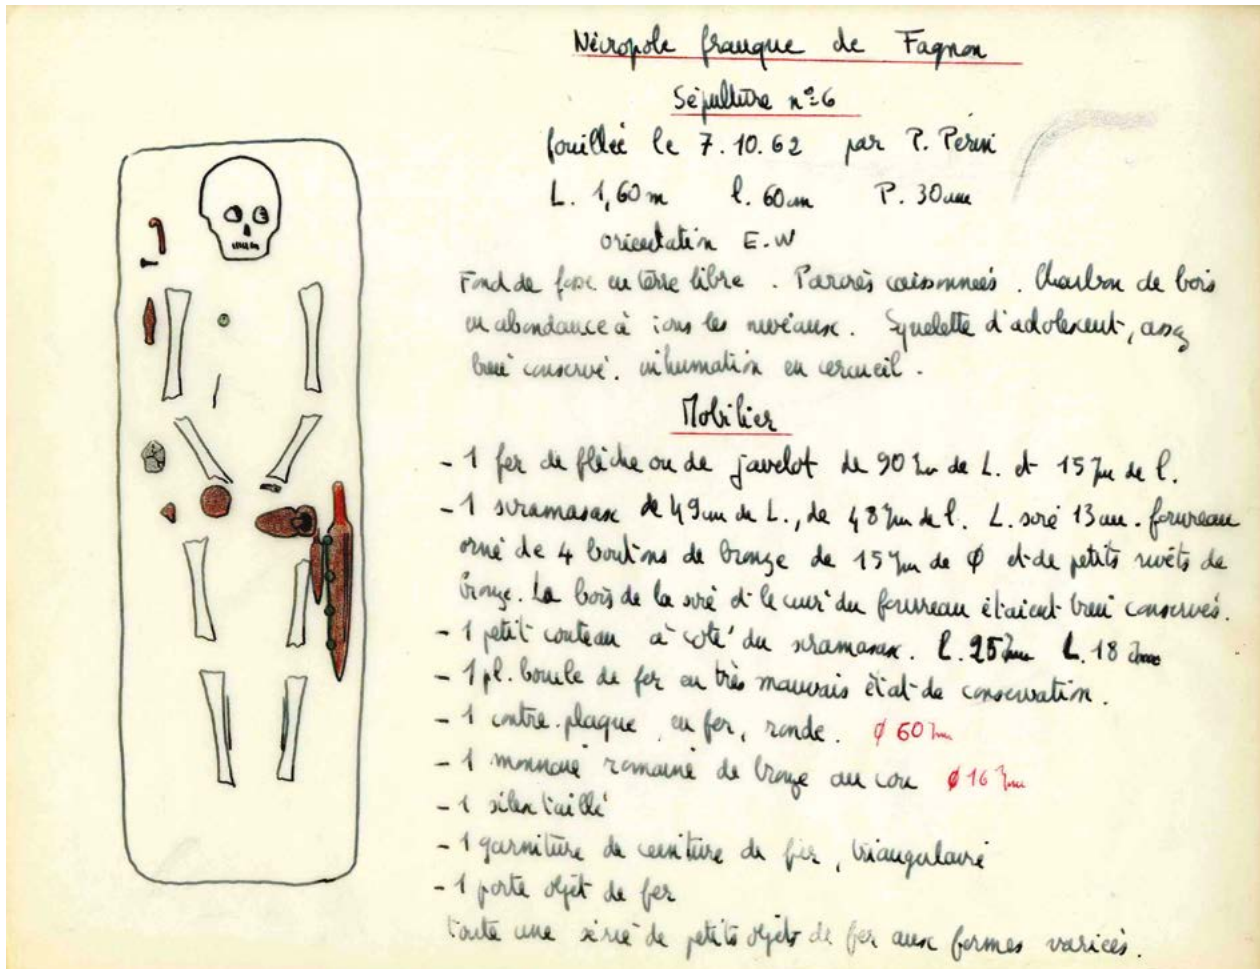 Nécropole franque de Fagnon
Sépulture n° 6
fouillée le 7.10.62 par P. Périn
L. 1,60 m l. 60 cm P. 30 cm
orientation E.W
Fond de fosse en terre libre. Parois caissonnées. Charbon de bois
en abondance à tous les niveaux. Squelette d'adolescent, assez
bien conservé. inhumation en cercueil.
Mobilier
- 1 fer de flèche ou de javelot de 90 mm de L. et 15 mm de l.
- 1 scramasaxe de 49 cm de L., de 48 mm de l. L. soie 13 cm. fourreau
orné de 4 boutons de bronze de 15 mm de Ø et de petits rivets de
bronze. Le bois de la soie et le cuir du fourreau étaient bien conservés.
- 1 petit couteau à coté du scramasaxe. l. 25 mm L. 18
- 1 pl. boucle de fer en très mauvais état de conservation.
- 1 contre-plaque en fer, ronde. Ø 60 mm
- 1 monnaie romaine de bronze au cou Ø 16 mm
- 1 silex taillé
- 1 garniture de ceinture de fer, triangulaire
- 1 porte objet de fer
toute une série de petits objets de fer aux formes variées.